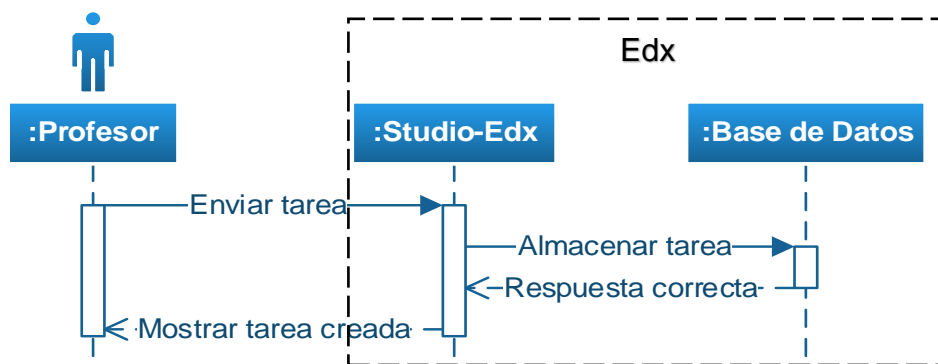 Edx
:Profesor
:Studio-Edx
:Base de Datos
Enviar tarea
Almacenar tarea
Respuesta correcta
Mostrar tarea creada